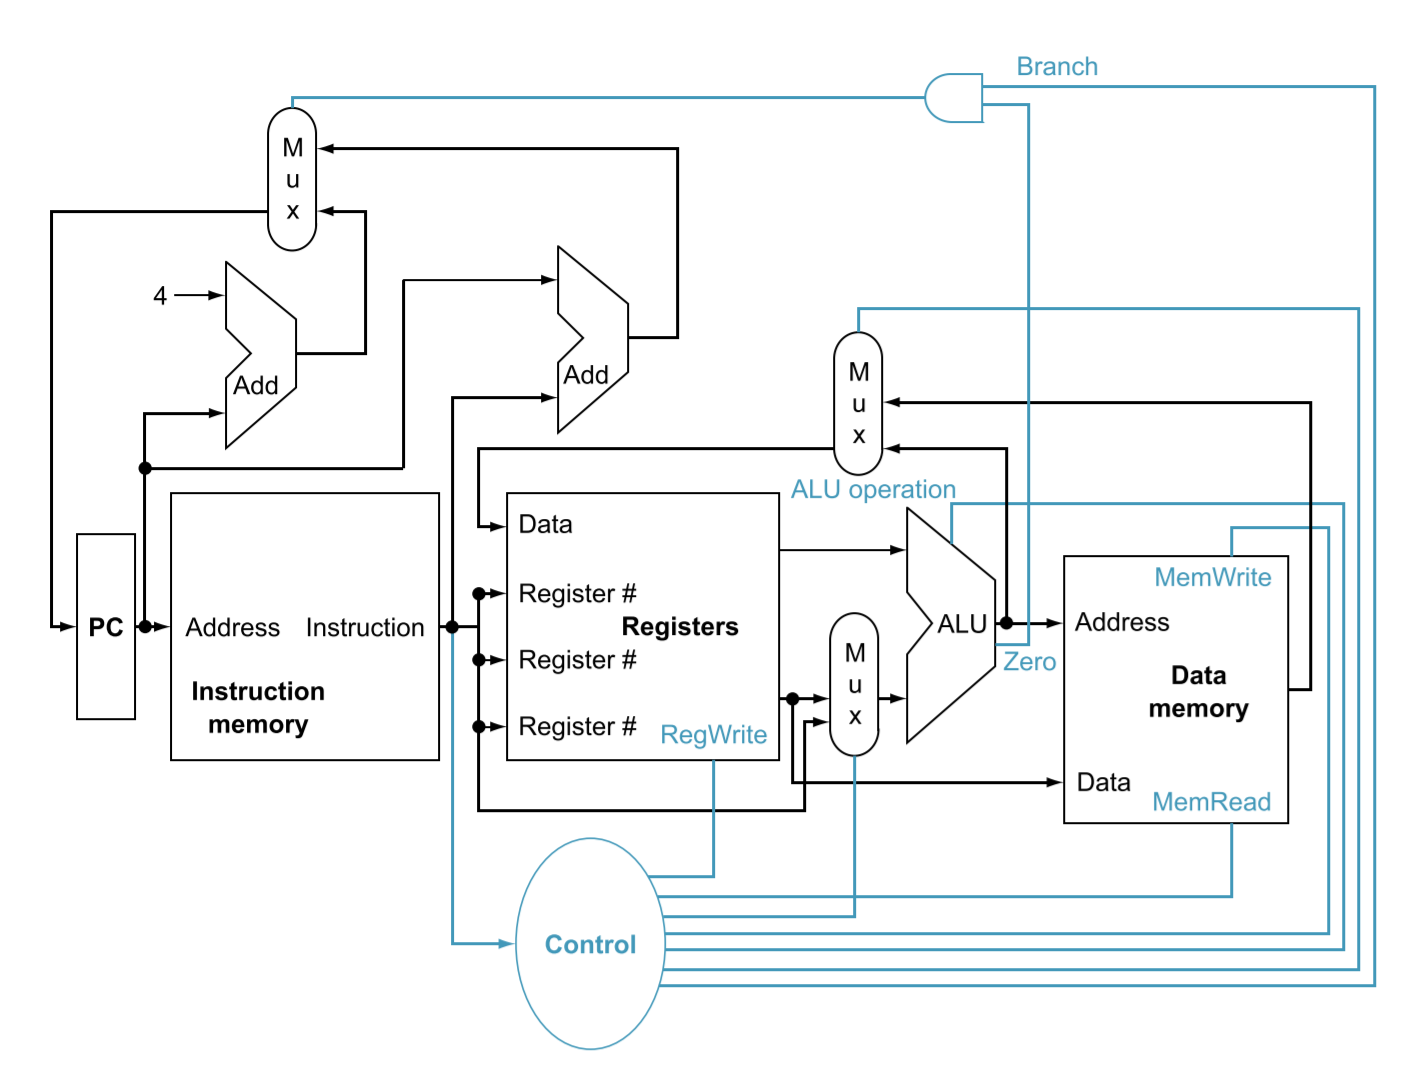 Branch
M
u
x
4
Add
Add
M
u
x
ALU operation
Data
MemWrite
Register #
PC
Address
Instruction
Registers
ALU
Address
Register #
Zero
M
u
x
Instruction
memory
Data
memory
Register #
RegWrite
Data
MemRead
Control